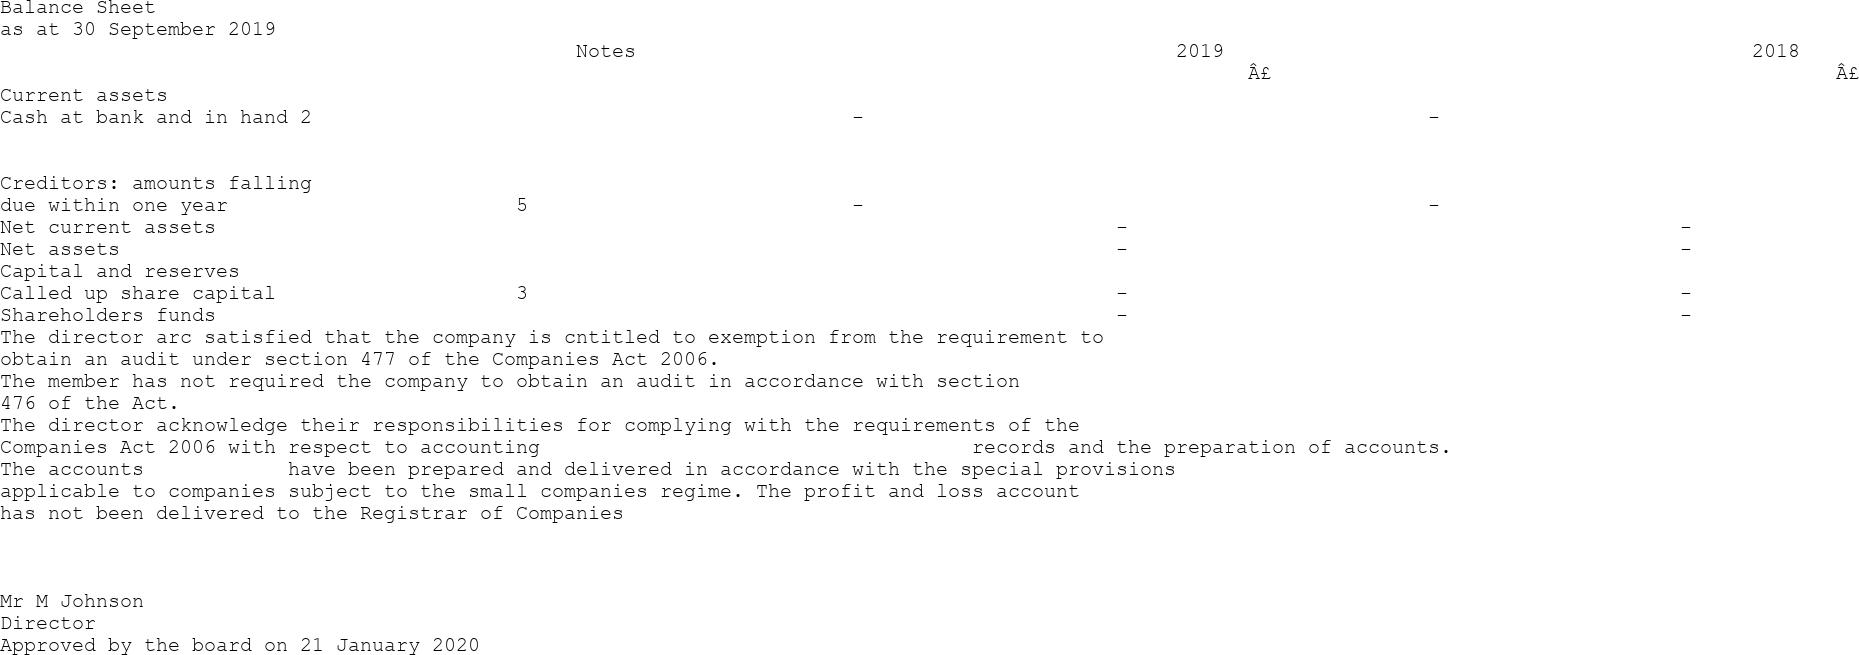 Balance Sheet
as at 30 September 2019
Notes 2019 2018
Â£ Â£
Current assets
Cash at bank and in hand 2 - -
Creditors: amounts falling
due within one year 5 - -
Net current assets - -
Net assets - -
Capital and reserves
Called up share capital 3 - -
Shareholders funds - -
The director arc satisfied that the company is cntitled to exemption from the requirement to
obtain an audit under section 477 of the Companies Act 2006.
The member has not required the company to obtain an audit in accordance with section
476 of the Act.
The director acknowledge their responsibilities for complying with the requirements of the
Companies Act 2006 with respect to accounting records and the preparation of accounts.
The accounts have been prepared and delivered in accordance with the special provisions
applicable to companies subject to the small companies regime. The profit and loss account
has not been delivered to the Registrar of Companies
Mr M Johnson
Director
Approved by the board on 21 January 2020